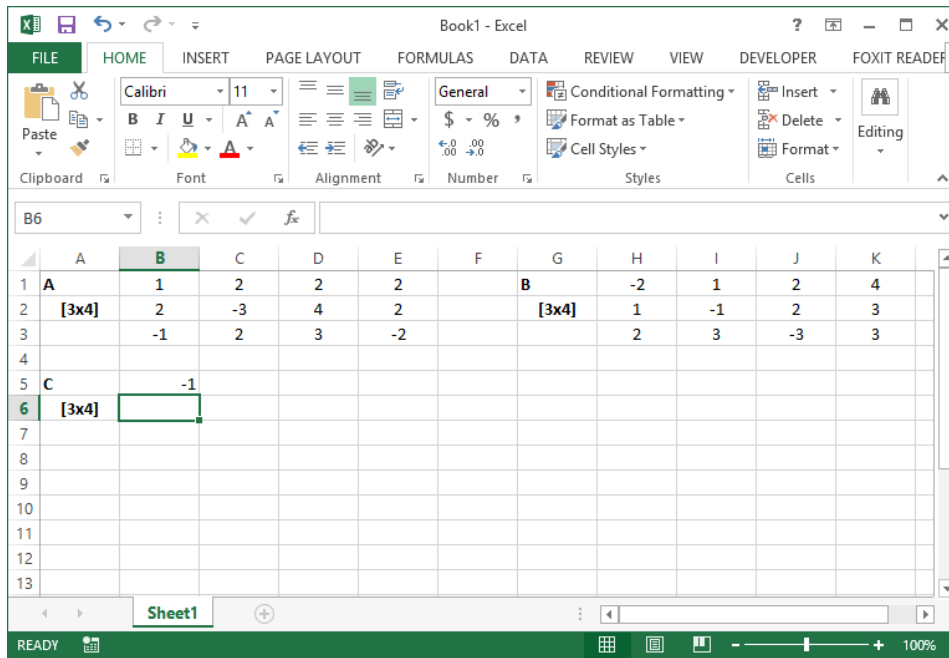 Book1 - Excel ?
FILE HOME INSERT PAGE LAYOUT FORMULAS DATA REVIEW VIEW DEVELOPER FOXIT READER
Calibri 11 General Conditional Formatting Insert
Paste B I U A A $ % , Format as Table Delete Editing
A .00 .0 Cell Styles Format
Clipboard Font Alignment Number Styles Cells
B6 fx
A B C D E F G H I J K
1 A 1 2 2 2 B -2 1 2 4
2 [3x4] 2 -3 4 2 [3x4] 1 -1 2 3
3 -1 2 3 -2 2 3 -3 3
4
5 C -1
6 [3x4]
7
8
9
10
11
12
13
Sheet1
READY 100%